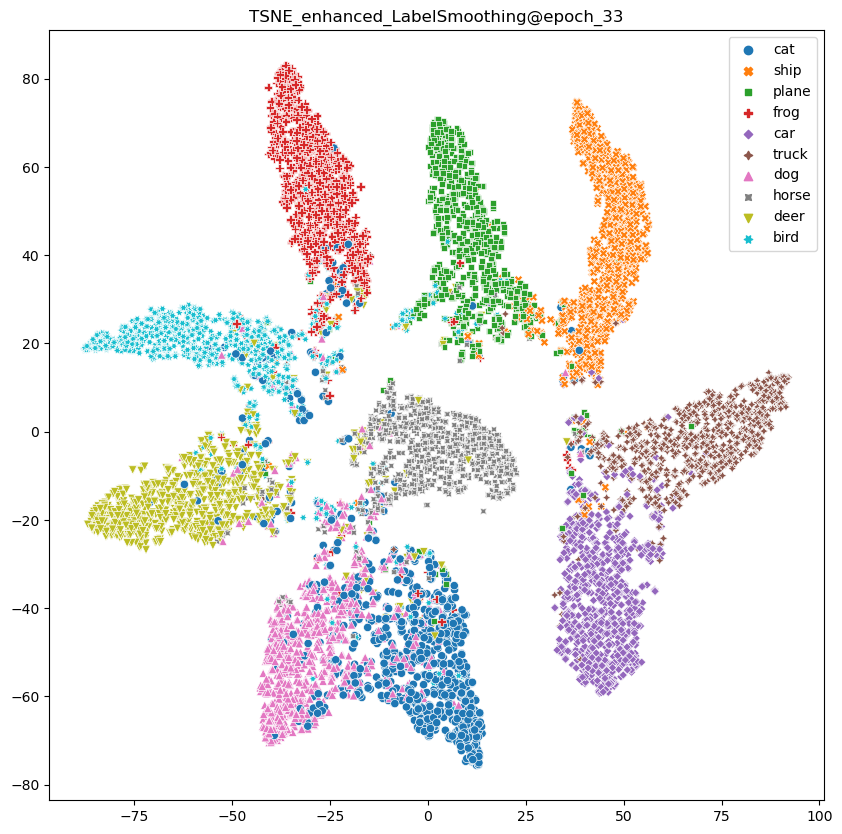 TSNE_enhanced_LabelSmoothing@epoch_33
cat
ship
plane
frog
car
truck
dog
horse
deer
bird
80
60
40
20
0
−20
−40
−60
−80
−75
−50
−25
0
25
50
75
100